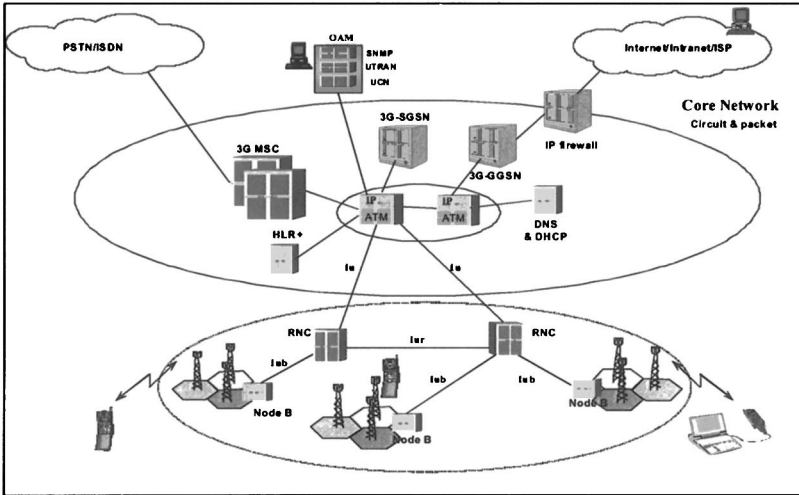 PSTN/ISDN
OAM
SNMP
UTRAN
UCN
Internet/Intranet/ISP
Core Network
Circuit & packet
3G-SGSN
IP firewall
3G MSC
3G-GGSN
IP
ATM
IP
ATM
DNS
& OHCP
HLR+
Iu
Iu
RNC
Iur
RNC
Iub
Iub
Iub
Node B
Node B
Node B